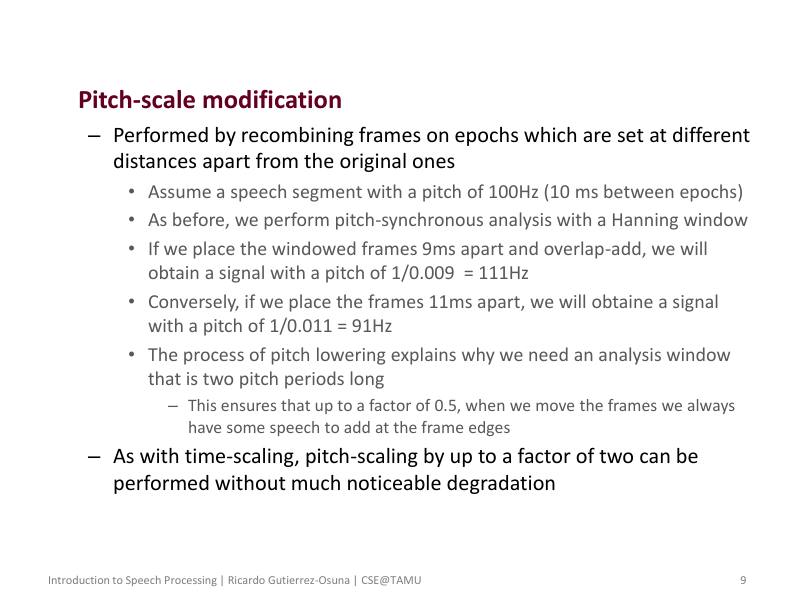 Pitch-scale modification
– Performed by recombining frames on epochs which are set at different
distances apart from the original ones
• Assume a speech segment with a pitch of 100Hz (10 ms between epochs)
• As before, we perform pitch-synchronous analysis with a Hanning window
• If we place the windowed frames 9ms apart and overlap-add, we will
obtain a signal with a pitch of 1/0.009  = 111Hz
• Conversely, if we place the frames 11ms apart, we will obtaine a signal
with a pitch of 1/0.011 = 91Hz
• The process of pitch lowering explains why we need an analysis window
that is two pitch periods long
– This ensures that up to a factor of 0.5, when we move the frames we always
have some speech to add at the frame edges
– As with time-scaling, pitch-scaling by up to a factor of two can be
performed without much noticeable degradation
Introduction to Speech Processing | Ricardo Gutierrez-Osuna | CSE@TAMU 9